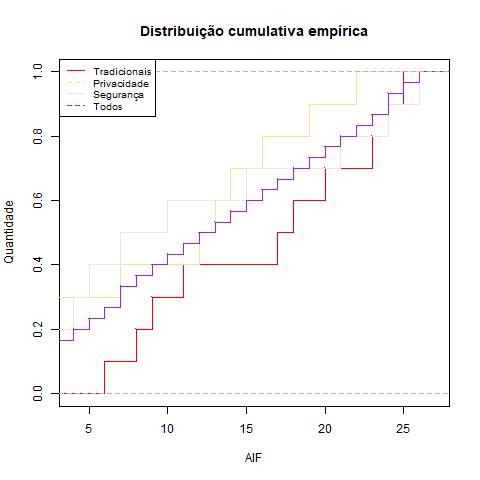 Distribuição cumulativa empírica
Tradicionais
Privacidade
Segurança
Todos
Quantidade
1.0
0.8
0.6
0.4
0.2
0.0
5 10 15 20 25
AIF